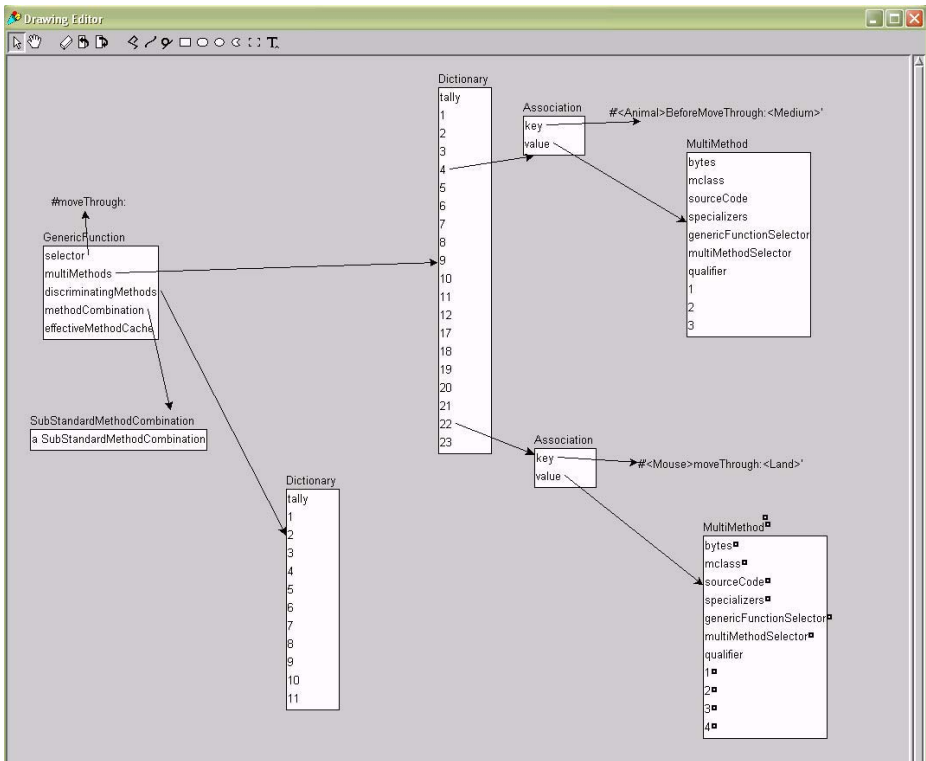 Drawing Editor
T
Dictionary
tally
1
2
3
4
5
6
7
8
9
10
11
12
17
18
19
20
21
22
23
Association
key
value
#'<Animal>BeforeMoveThrough:<Medium>'
MultiMethod
bytes
mclass
sourceCode
specializers
genericFunctionSelector
multiMethodSelector
qualifier
1
2
3
#moveThrough:
GenericFunction
selector
multiMethods
discriminatingMethods
methodCombination
effectiveMethodCache
SubStandardMethodCombination
a SubStandardMethodCombination
Association
key
value
#'<Mouse>moveThrough:<Land>'
Dictionary
tally
1
2
3
4
5
6
7
8
9
10
11
MultiMethod
bytes
mclass
sourceCode
specializers
genericFunctionSelector
multiMethodSelector
qualifier
1
2
3
4